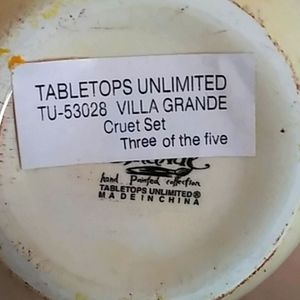 TABLETOPS UNLIMITED
TU-53028 VILLA GRANDE
Cruet Set
Three of the five
hand Painted collection
TABLETOPS UNLIMITED®
MADE IN CHINA